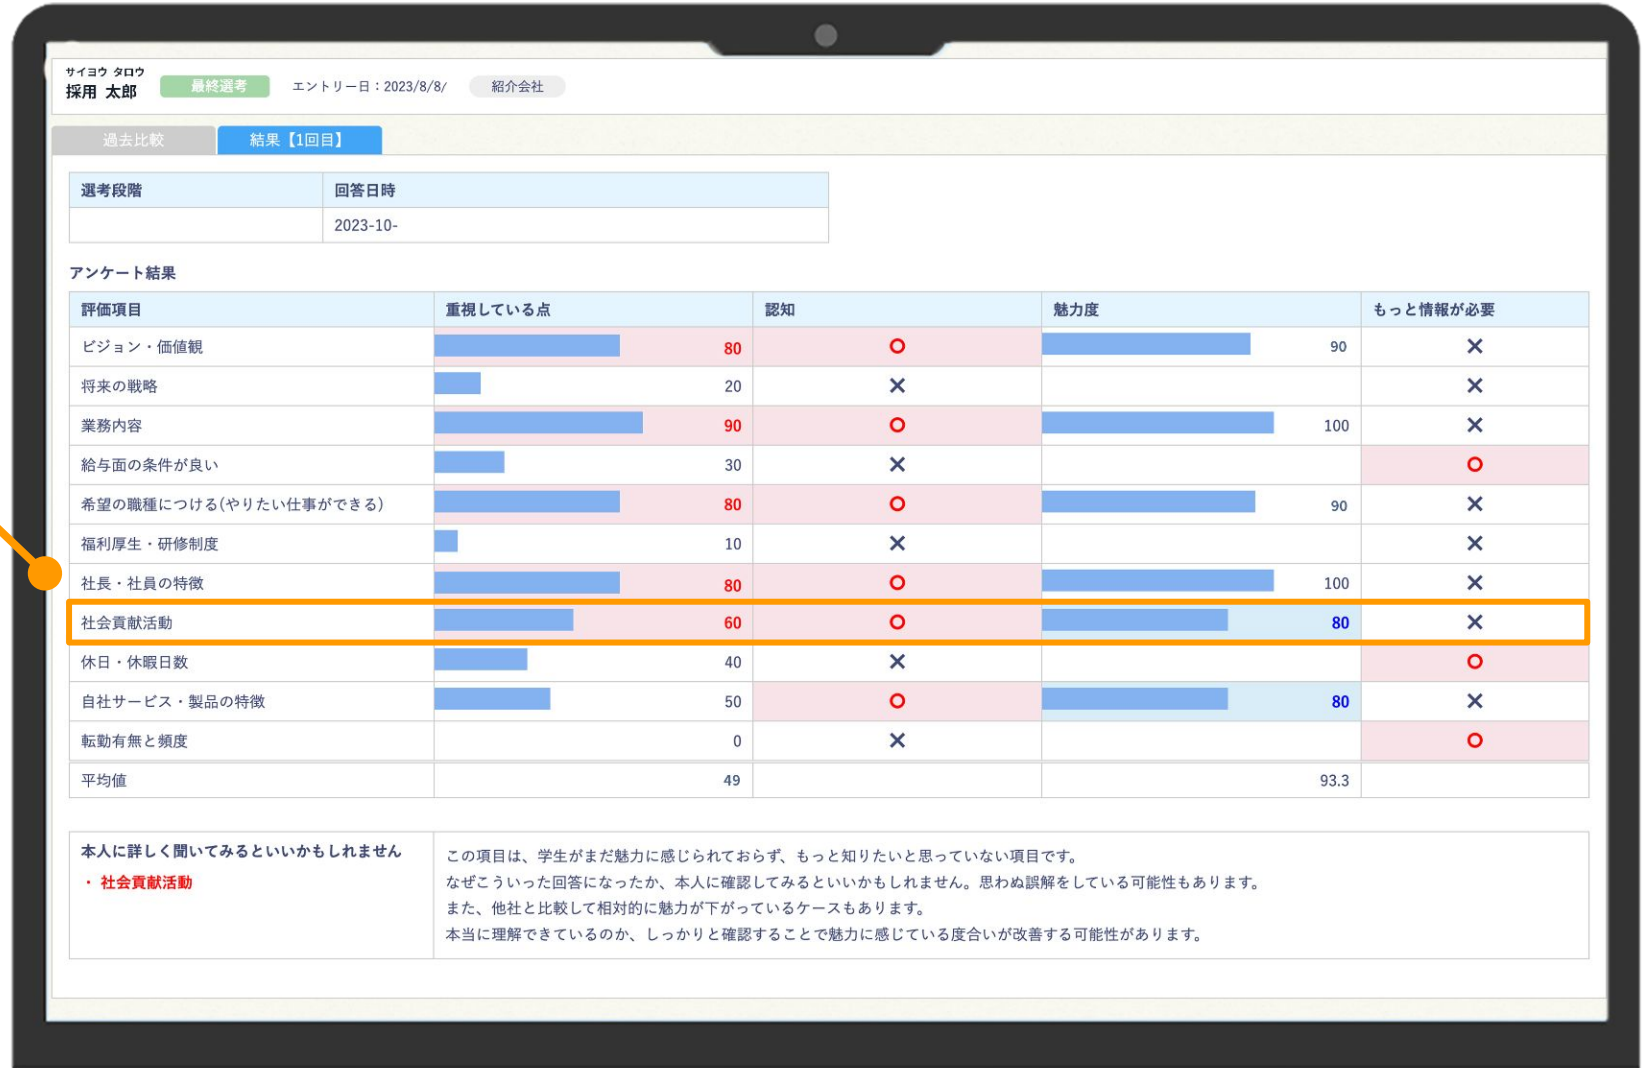 サイヨウ タロウ
採用 太郎 最終選考 エントリー日：2023/8/8/ 紹介会社
過去比較 結果【1回目】
選考段階 回答日時
2023-10-
アンケート結果
評価項目 重視している点 認知 魅力度 もっと情報が必要
ビジョン・価値観 80 ○ 90 ×
将来の戦略 20 × ×
業務内容 90 ○ 100 ×
給与面の条件が良い 30 × ○
希望の職種につける(やりたい仕事ができる) 80 ○ 90 ×
福利厚生・研修制度 10 × ×
社長・社員の特徴 80 ○ 100 ×
社会貢献活動 60 ○ 80 ×
休日・休暇日数 40 × ○
自社サービス・製品の特徴 50 ○ 80 ×
転勤有無と頻度 0 × ○
平均値 49 93.3
本人に詳しく聞いてみるといいかもしれません
・社会貢献活動
この項目は、学生がまだ魅力に感じられておらず、もっと知りたいと思っていない項目です。
なぜこういった回答になったか、本人に確認してみるといいかもしれません。思わぬ誤解をしている可能性もあります。
また、他社と比較して相対的に魅力が下がっているケースもあります。
本当に理解できているのか、しっかりと確認することで魅力に感じている度合いが改善する可能性があります。